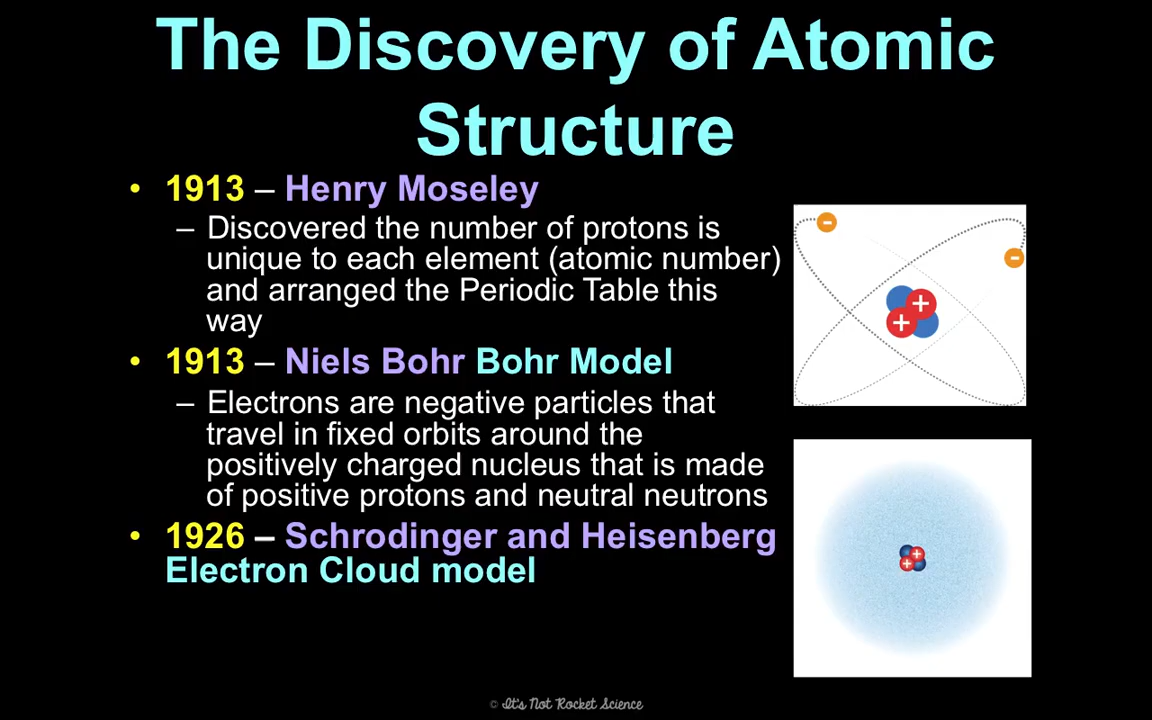 The Discovery of Atomic
Structure
• 1913 – Henry Moseley
– Discovered the number of protons is
unique to each element (atomic number)
and arranged the Periodic Table this
way
• 1913 – Niels Bohr Bohr Model
– Electrons are negative particles that
travel in fixed orbits around the
positively charged nucleus that is made
of positive protons and neutral neutrons
• 1926 – Schrodinger and Heisenberg
Electron Cloud model
-
-
+
+
+
+
© It's Not Rocket Science